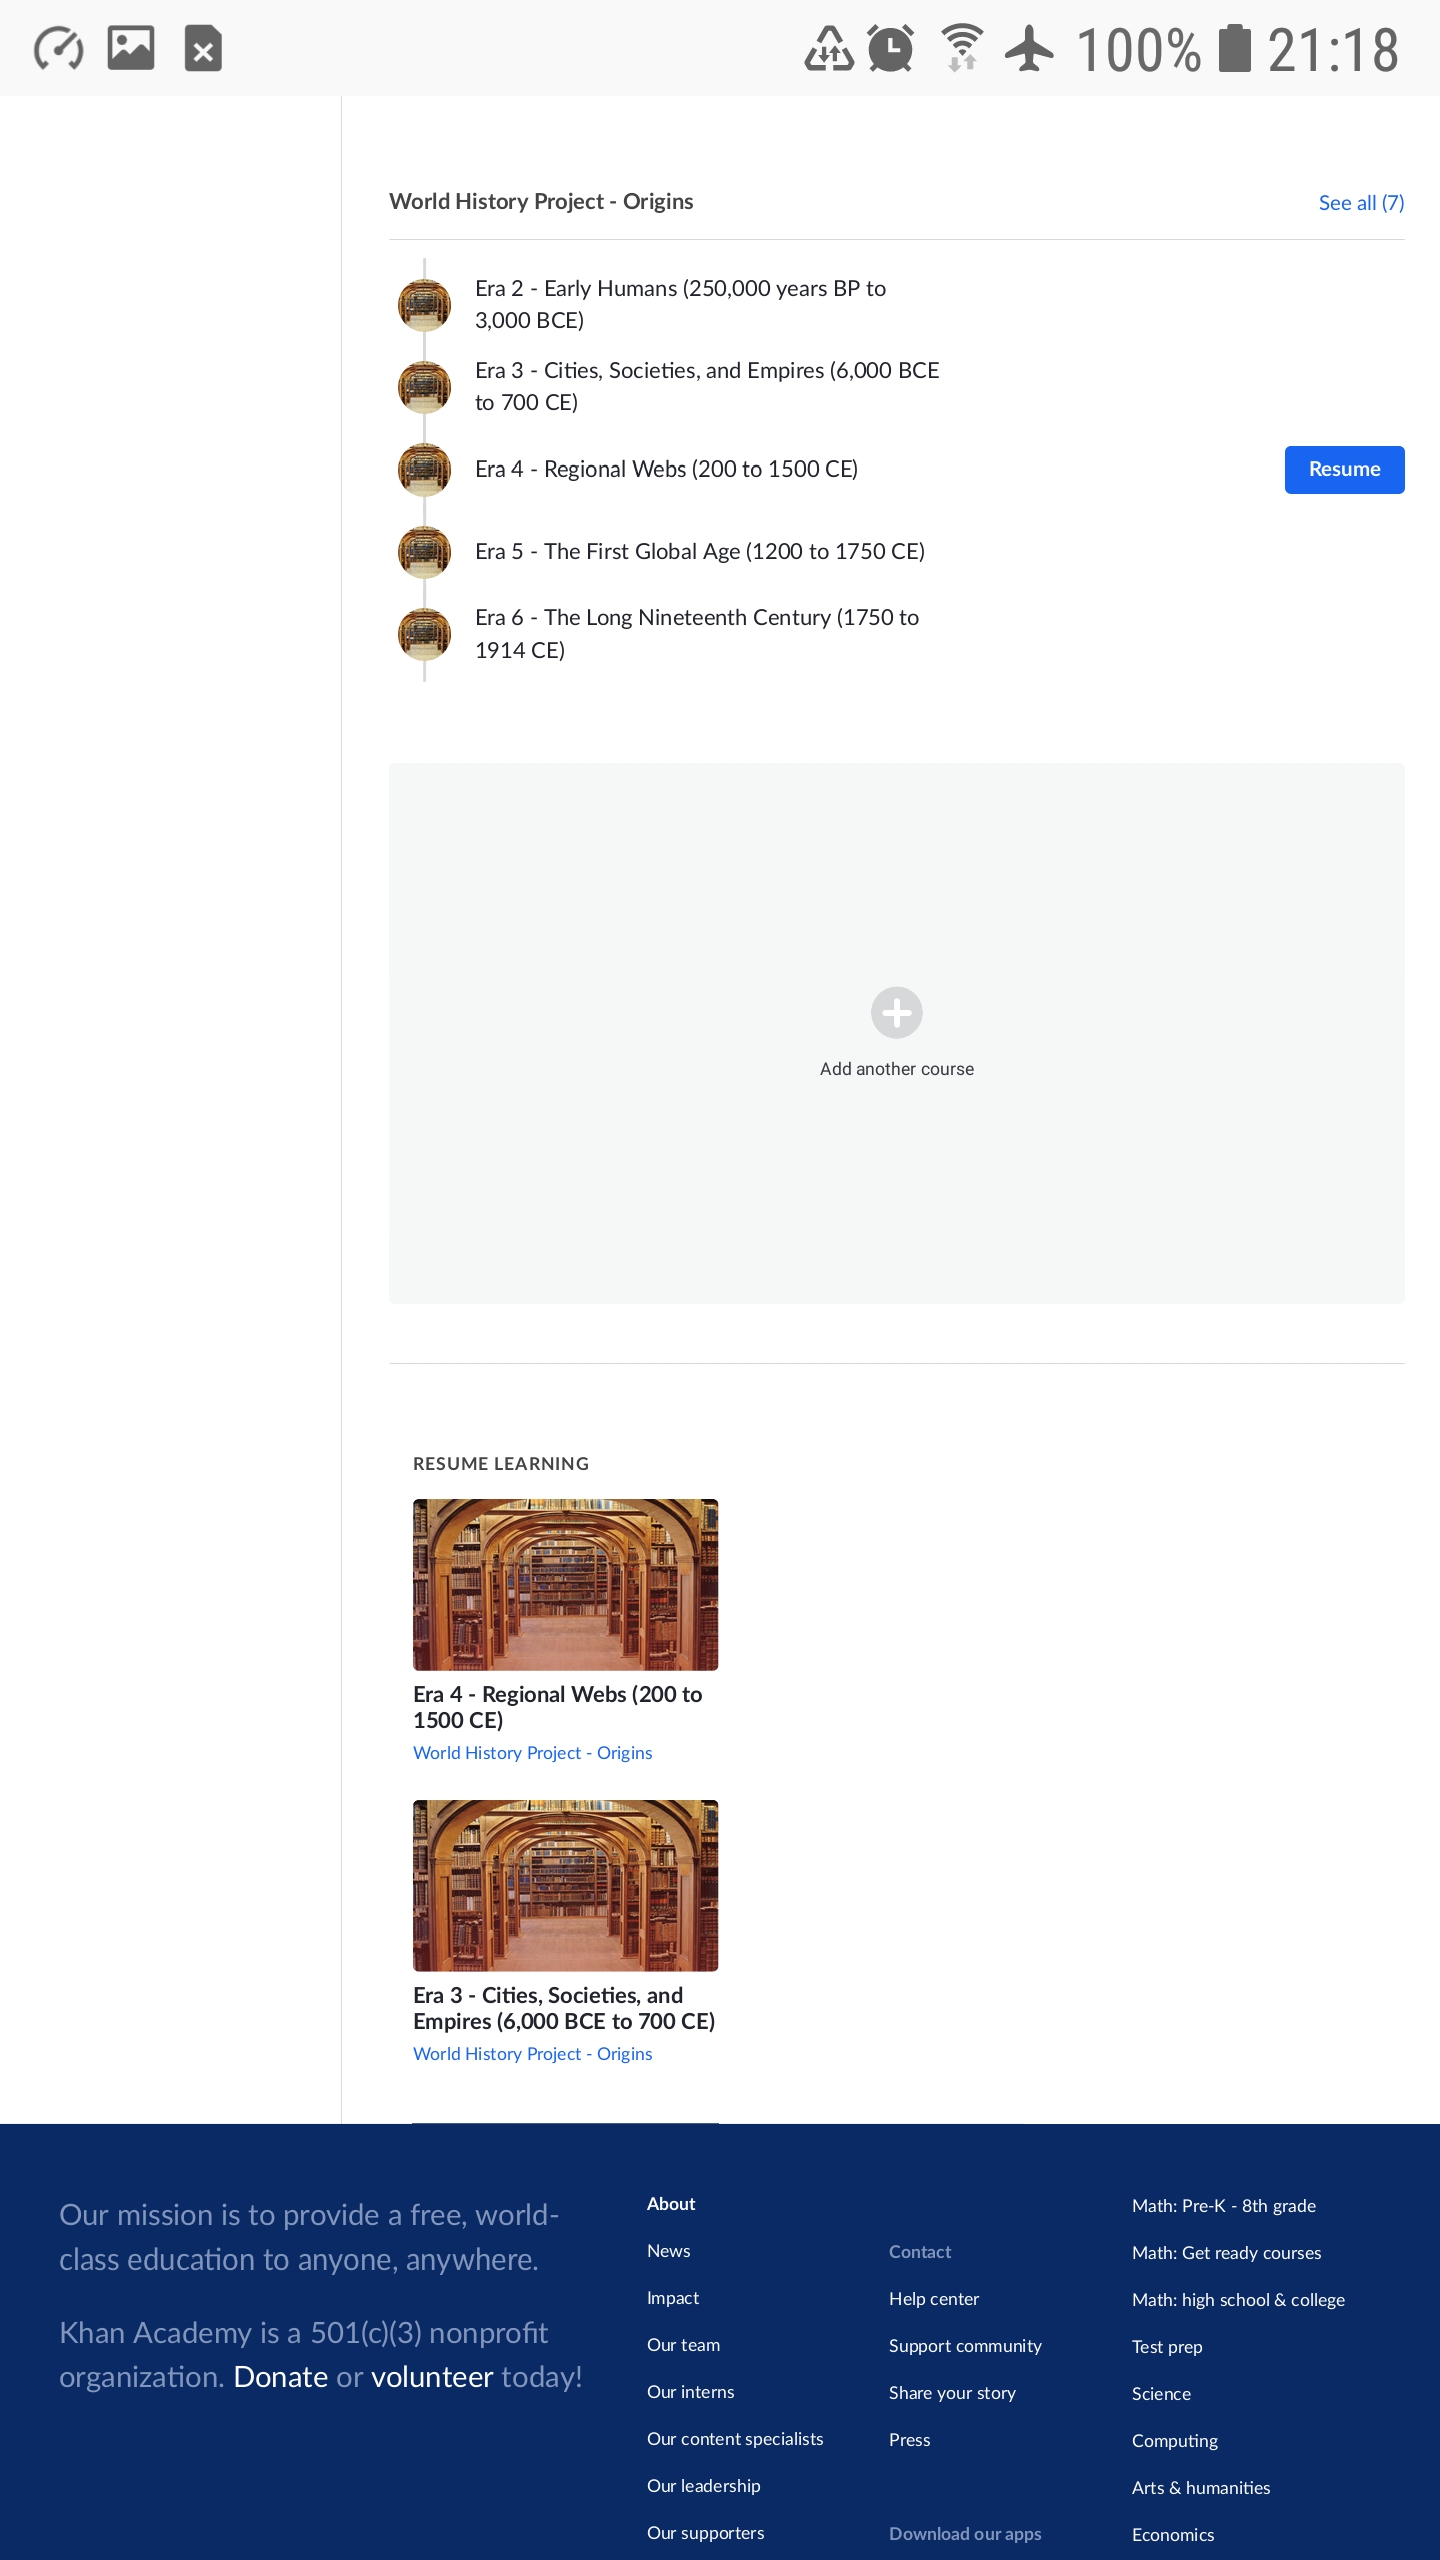 100% 21:18
World History Project - Origins
See all (7)
Era 2 - Early Humans (250,000 years BP to
3,000 BCE)
Era 3 - Cities, Societies, and Empires (6,000 BCE
to 700 CE)
Era 4 - Regional Webs (200 to 1500 CE)
Resume
Era 5 - The First Global Age (1200 to 1750 CE)
Era 6 - The Long Nineteenth Century (1750 to
1914 CE)
Add another course
RESUME LEARNING
Era 4 - Regional Webs (200 to
1500 CE)
World History Project - Origins
Era 3 - Cities, Societies, and
Empires (6,000 BCE to 700 CE)
World History Project - Origins
Our mission is to provide a free, world-
class education to anyone, anywhere.
Khan Academy is a 501(c)(3) nonprofit
organization. Donate or volunteer today!
About
News
Impact
Our team
Our interns
Our content specialists
Our leadership
Our supporters
Contact
Help center
Support community
Share your story
Press
Download our apps
Math: Pre-K - 8th grade
Math: Get ready courses
Math: high school & college
Test prep
Science
Computing
Arts & humanities
Economics